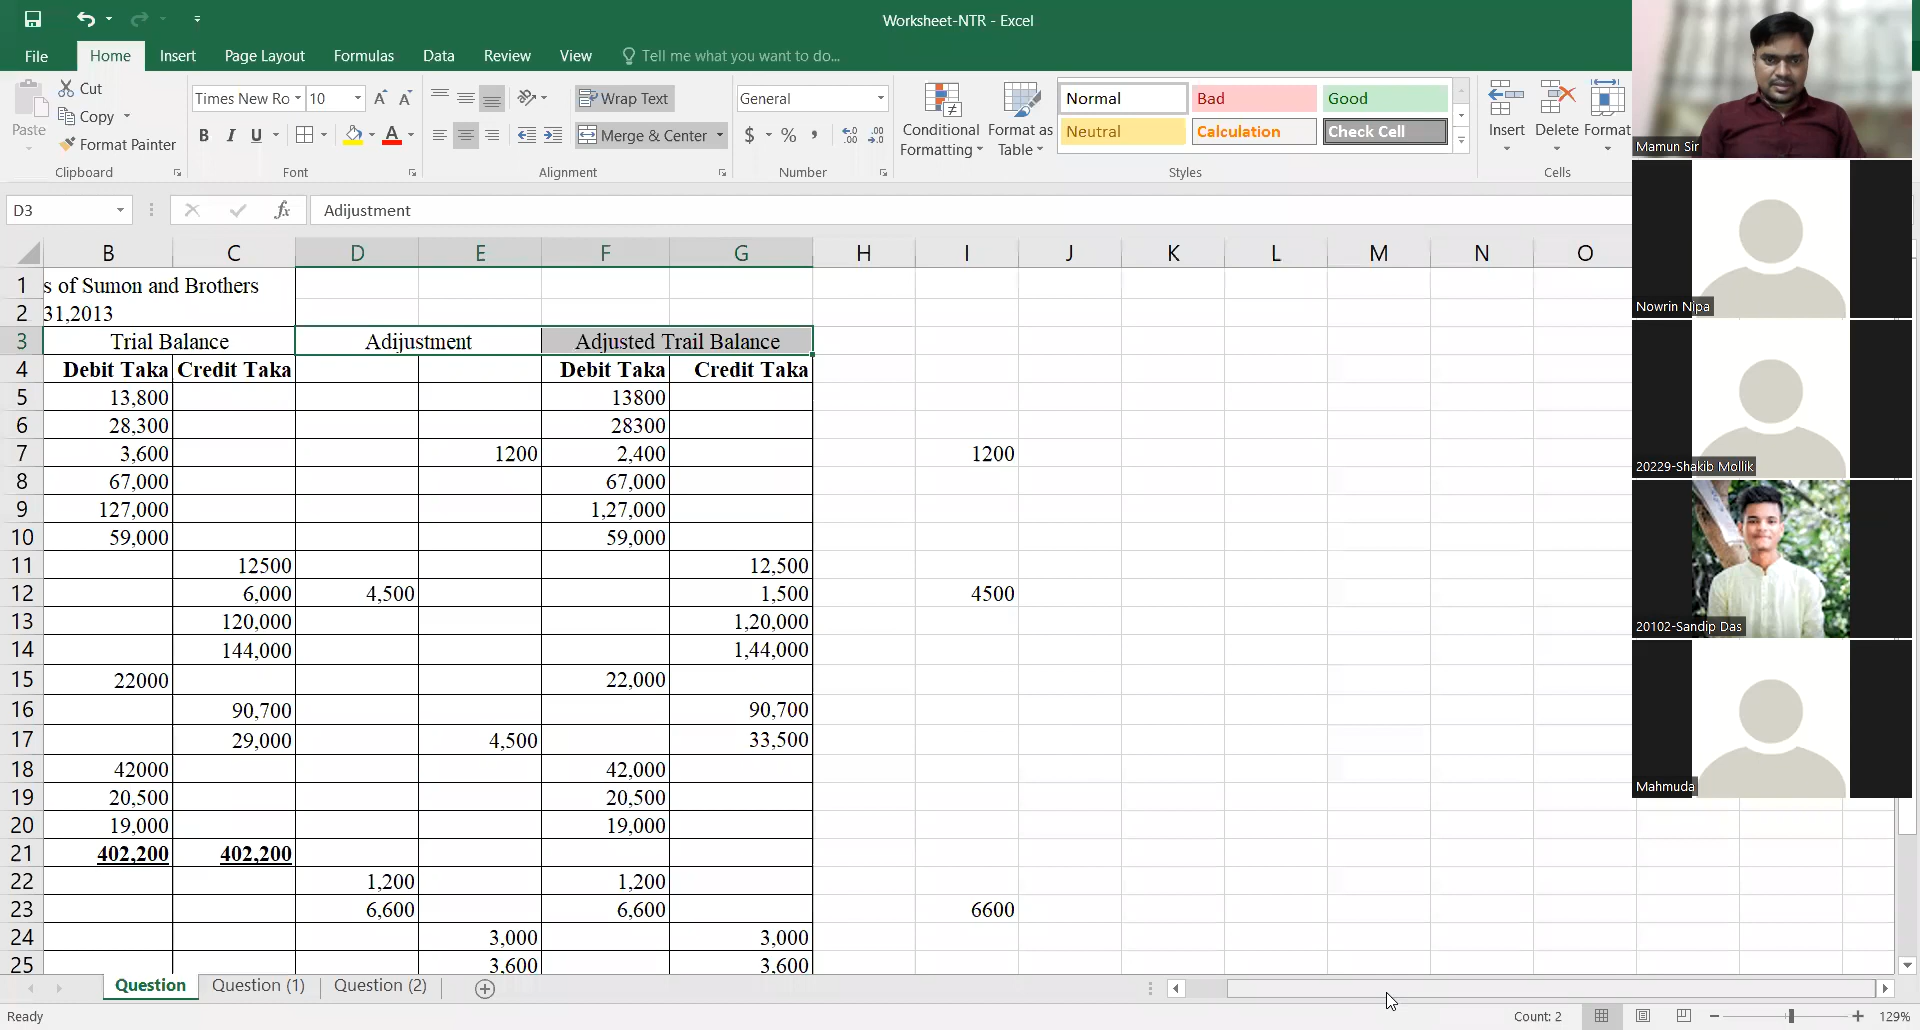 Worksheet-NTR - Excel
File Home Insert Page Layout Formulas Data Review View Tell me what you want to do...
Paste Cut Copy Format Painter Clipboard
Times New Ro 10 B I U Font
Wrap Text Merge & Center Alignment
General $ % , Number
Conditional Formatting Format as Table
Normal Bad Good
Neutral Calculation Check Cell
Styles
Insert Delete Format
Cells
Mamun Sir
Nowrin Nipa
20229-Shakib Mollik
20102-Sandip Das
Mahmuda
D3 fx Adijustment
B C D E F G H I J K L M N O
1 s of Sumon and Brothers
2 31,2013
3 Trial Balance Adijustment Adjusted Trail Balance
4 Debit Taka Credit Taka Debit Taka Credit Taka
5 13,800 13800
6 28,300 28300
7 3,600 1200 2,400 1200
8 67,000 67,000
9 127,000 1,27,000
10 59,000 59,000
11 12500 12,500
12 6,000 4,500 1,500 4500
13 120,000 1,20,000
14 144,000 1,44,000
15 22000 22,000
16 90,700 90,700
17 29,000 4,500 33,500
18 42000 42,000
19 20,500 20,500
20 19,000 19,000
21 402,200 402,200
22 1,200 1,200
23 6,600 6,600 6600
24 3,000 3,000
25 3,600 3,600
Question Question (1) Question (2)
Ready Count: 2 129%